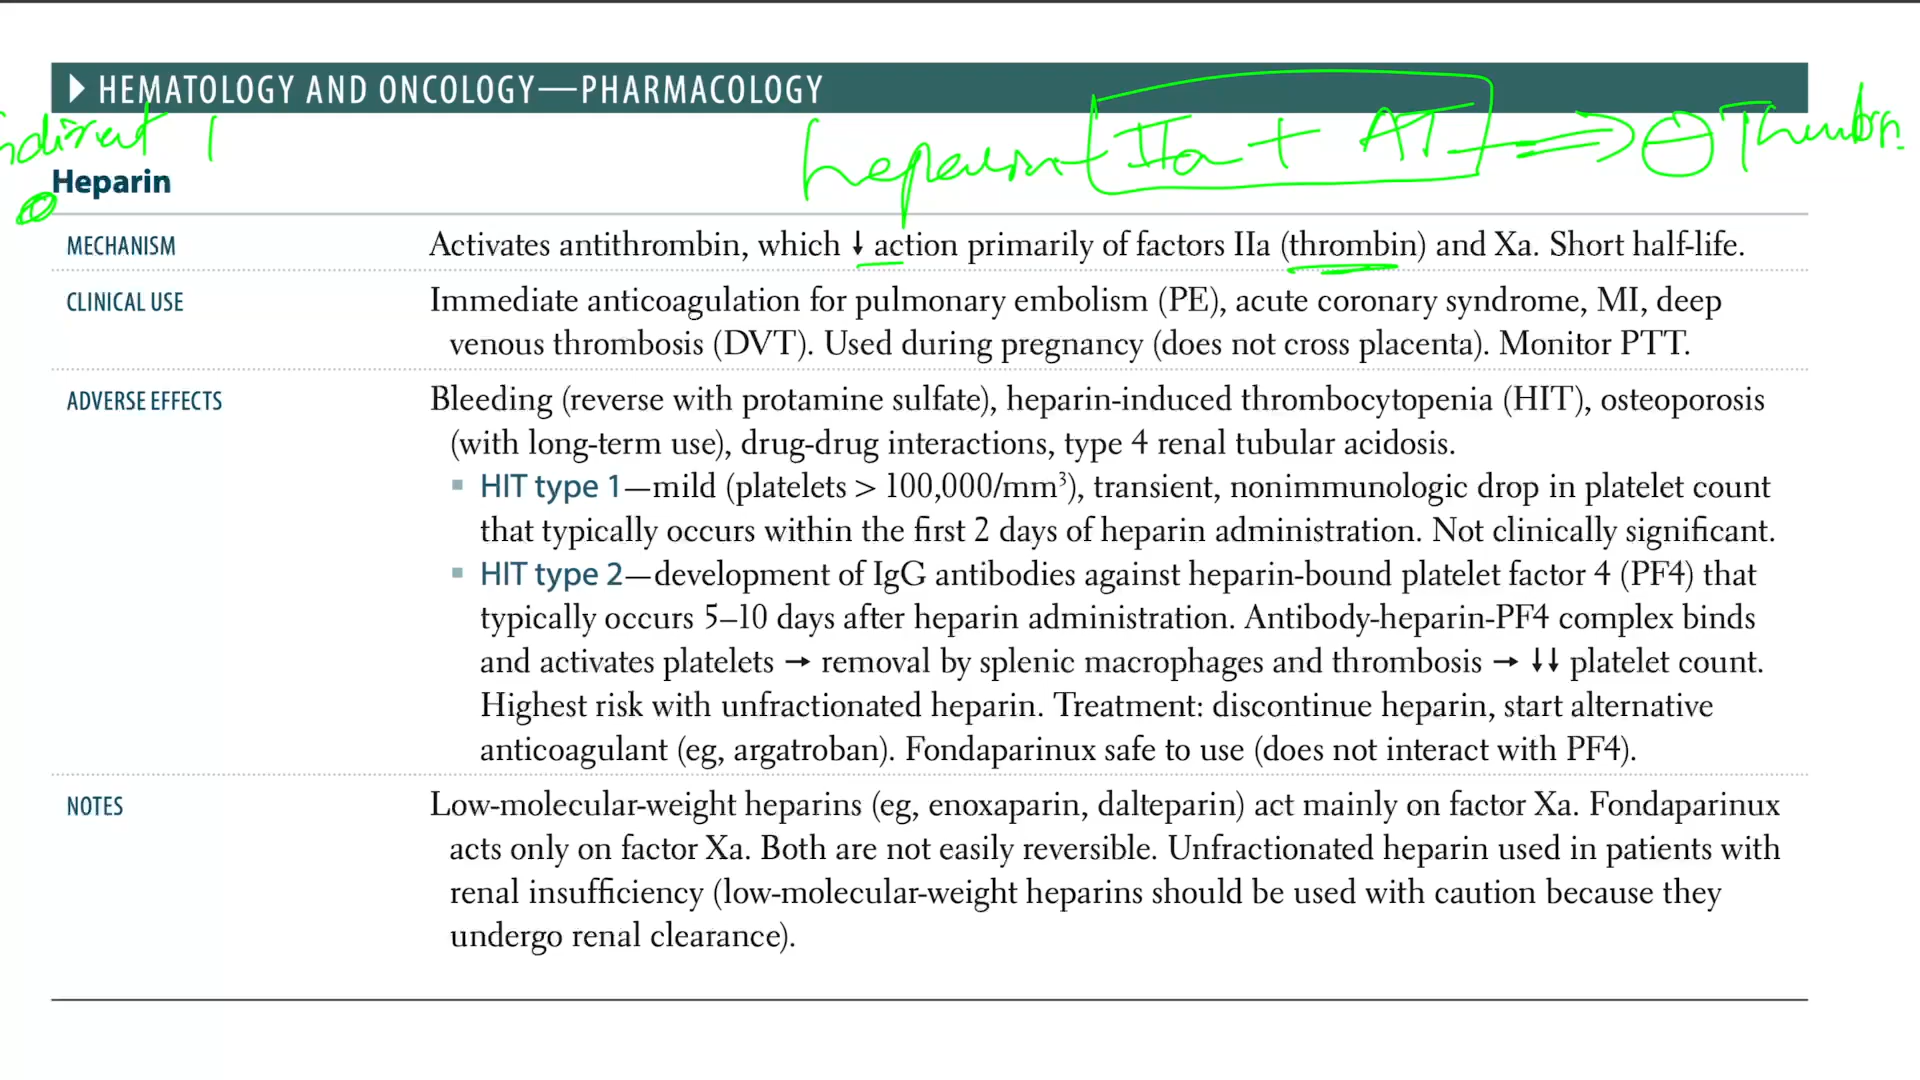 ▶ HEMATOLOGY AND ONCOLOGY—PHARMACOLOGY
heparin + IIa + AT ⟹ ⊖ Thrombin
Heparin
MECHANISM
Activates antithrombin, which ↓ action primarily of factors IIa (thrombin) and Xa. Short half-life.
CLINICAL USE
Immediate anticoagulation for pulmonary embolism (PE), acute coronary syndrome, MI, deep
venous thrombosis (DVT). Used during pregnancy (does not cross placenta). Monitor PTT.
ADVERSE EFFECTS
Bleeding (reverse with protamine sulfate), heparin-induced thrombocytopenia (HIT), osteoporosis
(with long-term use), drug-drug interactions, type 4 renal tubular acidosis.
▪ HIT type 1—mild (platelets > 100,000/mm³), transient, nonimmunologic drop in platelet count
that typically occurs within the first 2 days of heparin administration. Not clinically significant.
▪ HIT type 2—development of IgG antibodies against heparin-bound platelet factor 4 (PF4) that
typically occurs 5–10 days after heparin administration. Antibody-heparin-PF4 complex binds
and activates platelets → removal by splenic macrophages and thrombosis → ↓↓ platelet count.
Highest risk with unfractionated heparin. Treatment: discontinue heparin, start alternative
anticoagulant (eg, argatroban). Fondaparinux safe to use (does not interact with PF4).
NOTES
Low-molecular-weight heparins (eg, enoxaparin, dalteparin) act mainly on factor Xa. Fondaparinux
acts only on factor Xa. Both are not easily reversible. Unfractionated heparin used in patients with
renal insufficiency (low-molecular-weight heparins should be used with caution because they
undergo renal clearance).